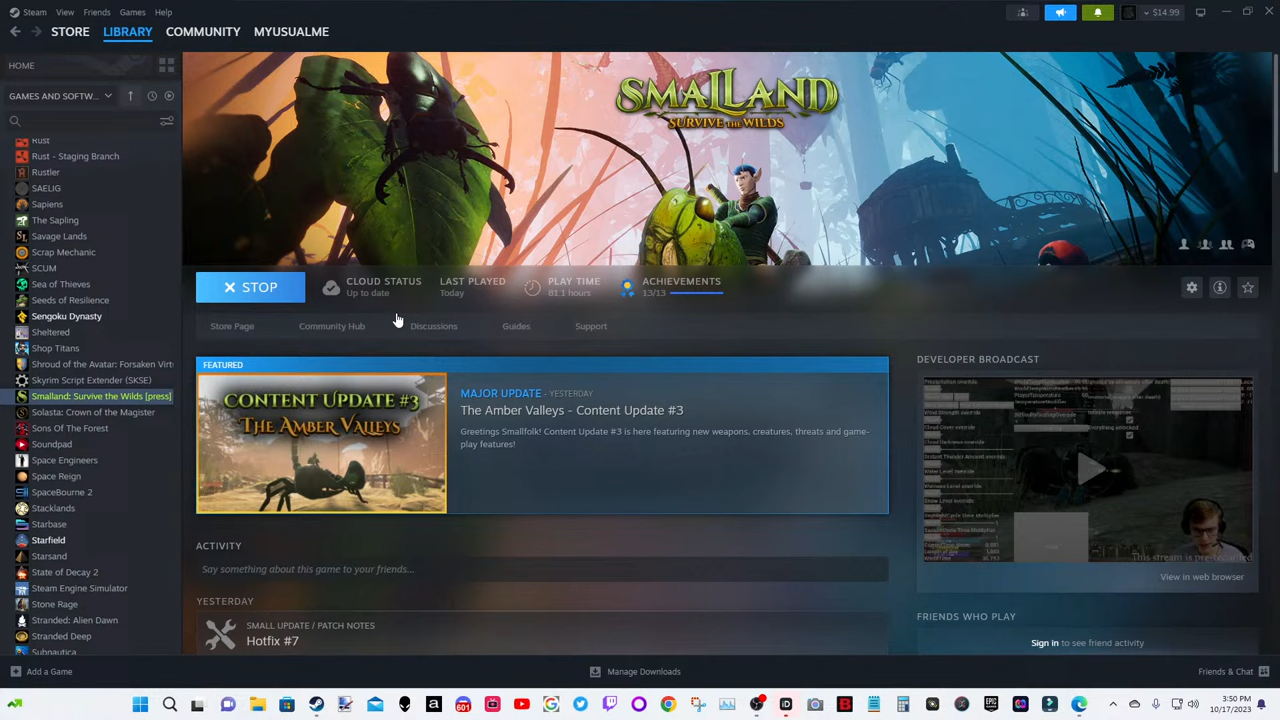 Steam View Friends Games Help
$14.99
STORE LIBRARY COMMUNITY MYUSUALME
HOME
GAMES AND SOFTW...
Rust
Rust - Staging Branch
Rustler
SAELIG
Sapiens
The Sapling
Savage Lands
Scrap Mechanic
SCUM
Sea of Thieves
Seeds of Resilience
Sengoku Dynasty
Sheltered
Shop Titans
Shroud of the Avatar: Forsaken Virt
Skyrim Script Extender (SKSE)
Smalland: Survive the Wilds [press]
Solasta: Crown of the Magister
Sons Of The Forest
Soundpad
Space Engineers
Space Reign
SpaceBourne 2
Stacklands
Starbase
Starfield
Starsand
State of Decay 2
Steam Engine Simulator
Stone Rage
Stranded: Alien Dawn
Stranded Deep
Subnautica
SMALLAND
SURVIVE THE WILDS
STOP
CLOUD STATUS
Up to date
LAST PLAYED
Today
PLAY TIME
81.1 hours
ACHIEVEMENTS
13/13
Store Page Community Hub Discussions Guides Support
FEATURED
CONTENT UPDATE #3
THE AMBER VALLEYS
MAJOR UPDATE - YESTERDAY
The Amber Valleys - Content Update #3
Greetings Smallfolk! Content Update #3 is here featuring new weapons, creatures, threats and game-
play features!
ACTIVITY
Say something about this game to your friends...
YESTERDAY
SMALL UPDATE / PATCH NOTES
Hotfix #7
DEVELOPER BROADCAST
This stream is pre-recorded
View in web browser
FRIENDS WHO PLAY
Sign in to see friend activity
Add a Game
Manage Downloads
Friends & Chat
3:50 PM
10/17/2023